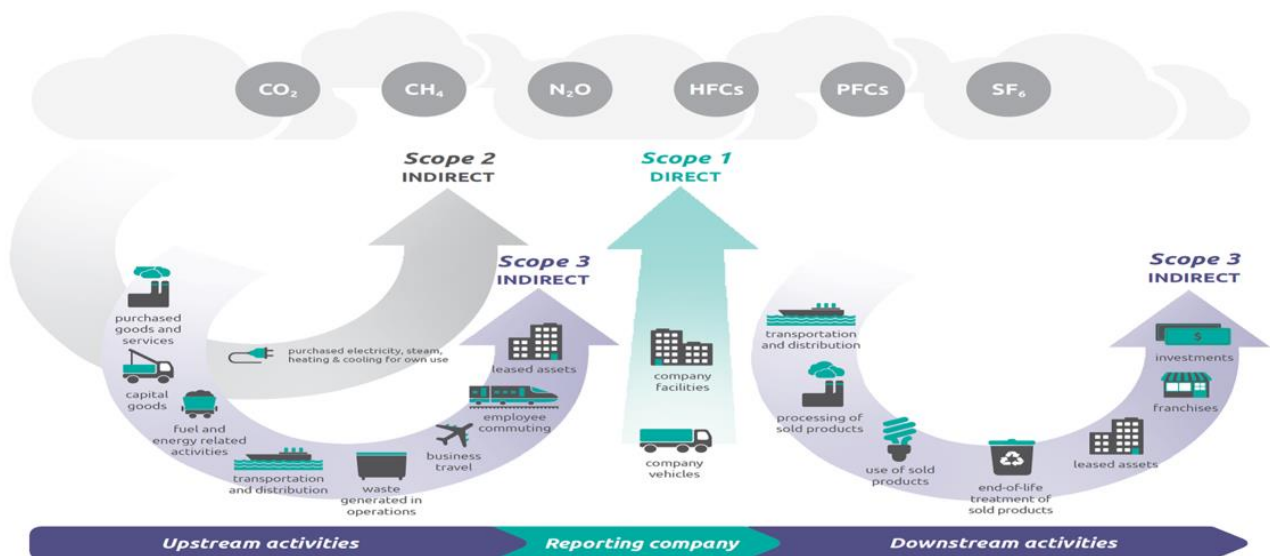 CO₂
CH₄
N₂O
HFCs
PFCs
SF₆
Scope 2
INDIRECT
Scope 1
DIRECT
Scope 3
INDIRECT
Scope 3
INDIRECT
purchased
goods and
services
capital
goods
fuel and
energy related
activities
purchased electricity, steam,
heating & cooling for own use
transportation
and distribution
waste
generated in
operations
business
travel
employee
commuting
leased assets
company
facilities
company
vehicles
transportation
and distribution
processing of
sold products
use of sold
products
end-of-life
treatment of
sold products
leased assets
franchises
investments
$
Upstream activities
Reporting company
Downstream activities